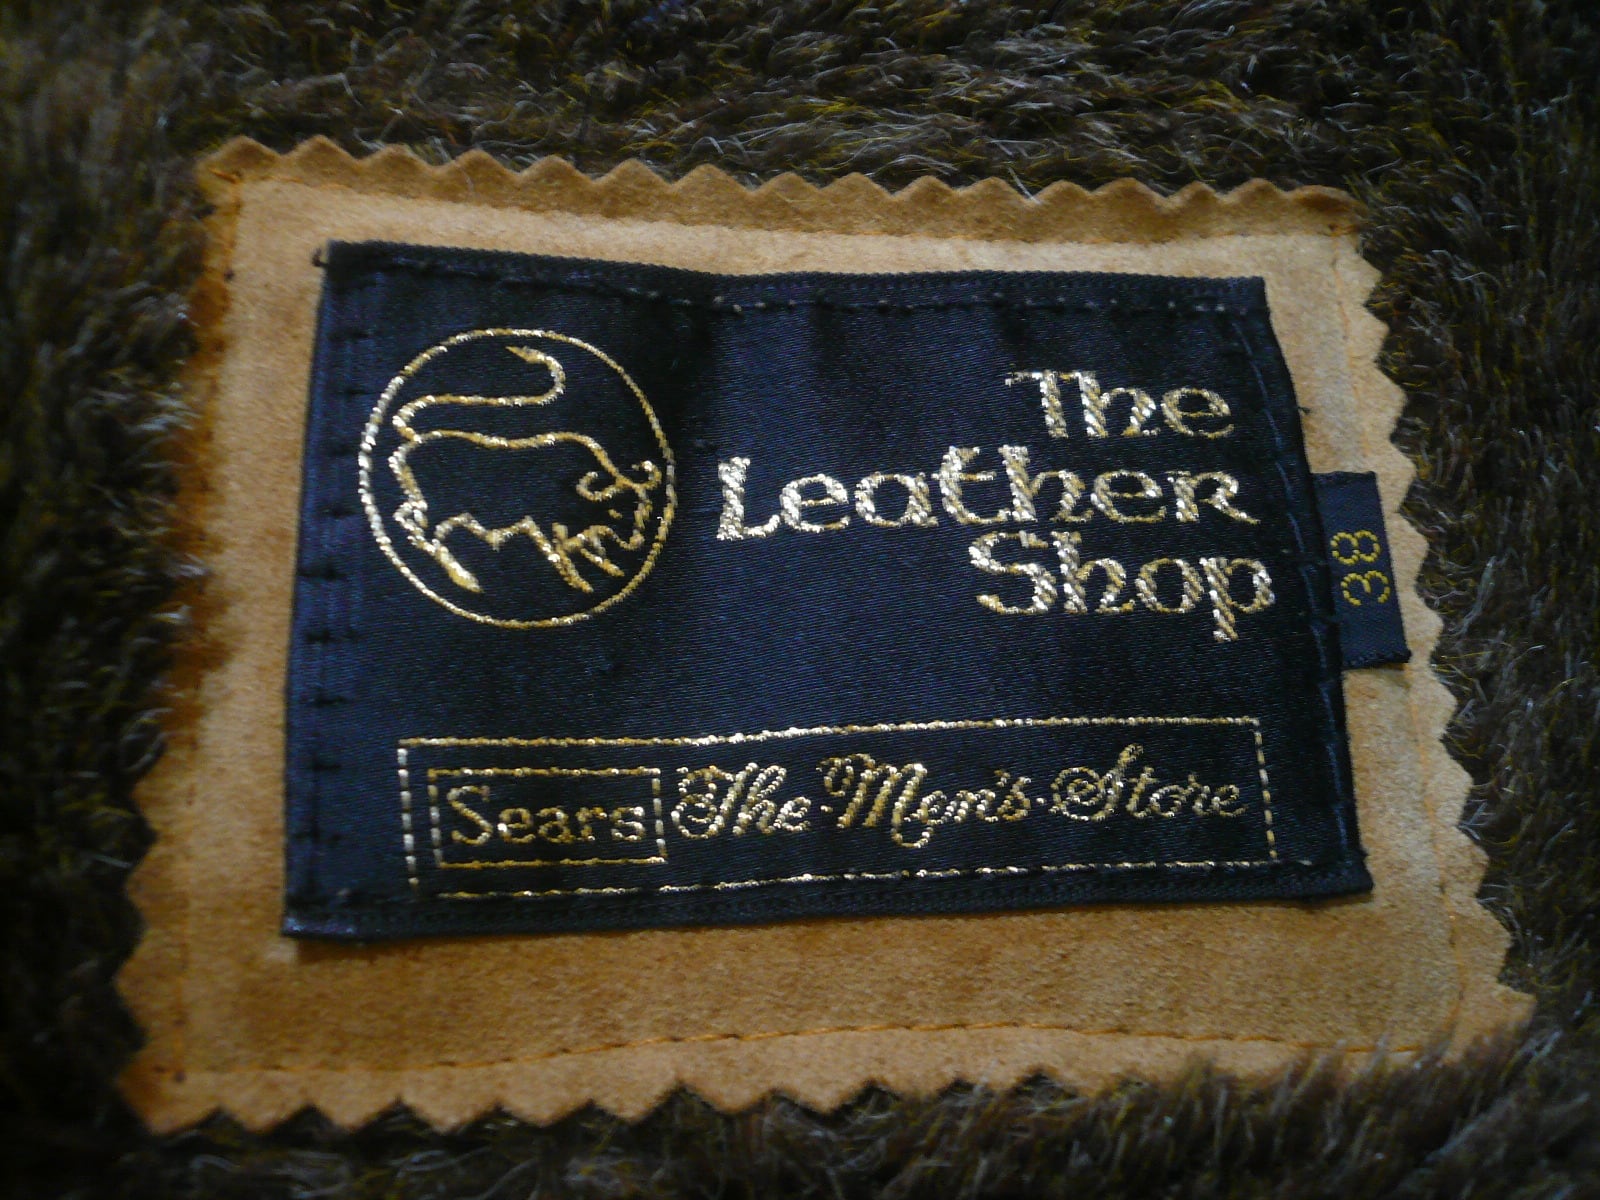 The
Leather
Shop
38
Sears The Men's Store